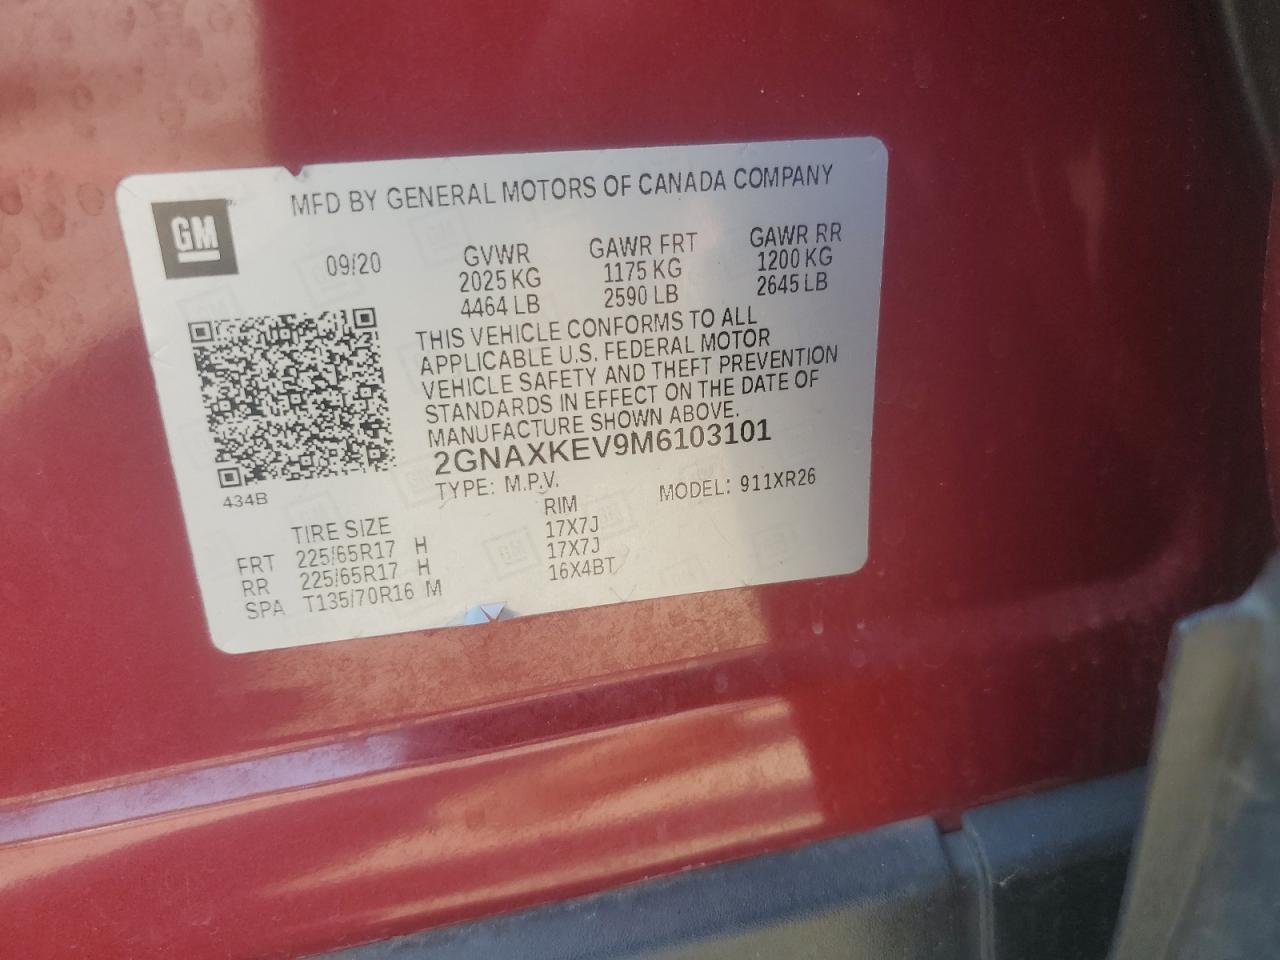 MFD BY GENERAL MOTORS OF CANADA COMPANY
GM
09/20
GVWR
2025 KG
4464 LB
GAWR FRT
1175 KG
2590 LB
GAWR RR
1200 KG
2645 LB
THIS VEHICLE CONFORMS TO ALL
APPLICABLE U.S. FEDERAL MOTOR
VEHICLE SAFETY AND THEFT PREVENTION
STANDARDS IN EFFECT ON THE DATE OF
MANUFACTURE SHOWN ABOVE.
2GNAXKEV9M6103101
TYPE: M.P.V.
MODEL: 911XR26
434B
TIRE SIZE RIM
FRT 225/65R17 H 17X7J
RR 225/65R17 H 17X7J
SPA T135/70R16 M 16X4BT